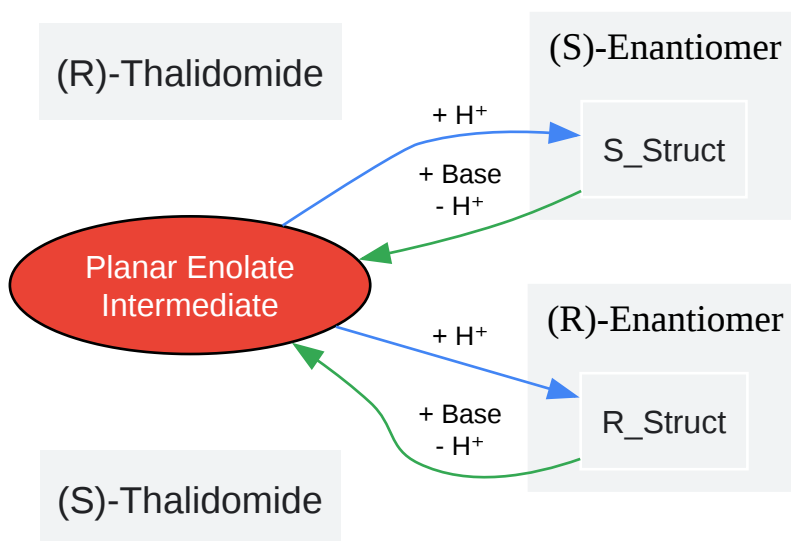 (R)-Thalidomide
(S)-Enantiomer
+ H⁺
S_Struct
+ Base
- H⁺
Planar Enolate
Intermediate
(R)-Enantiomer
+ H⁺
R_Struct
+ Base
- H⁺
(S)-Thalidomide